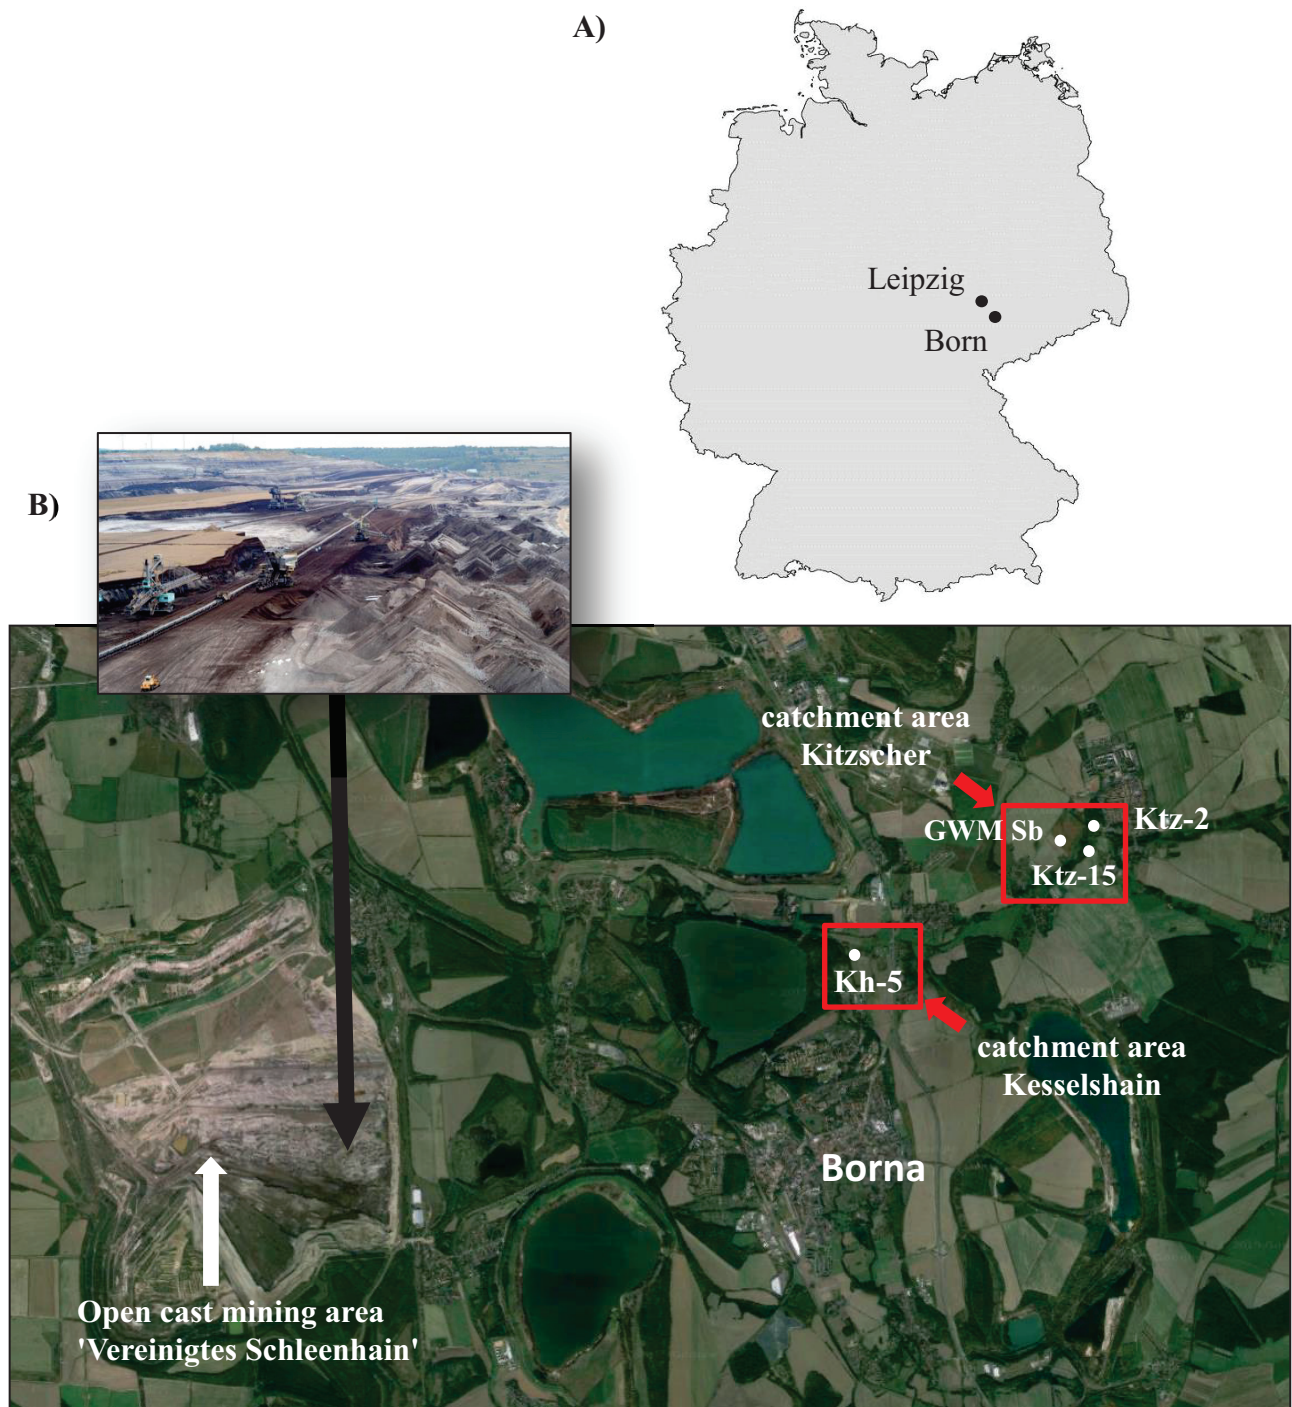 A)
Leipzig
Born
B)
catchment area
Kitzscher
GWM Sb
Ktz-2
Ktz-15
Kh-5
catchment area
Kesselshain
Borna
Open cast mining area
'Vereinigtes Schleenhain'